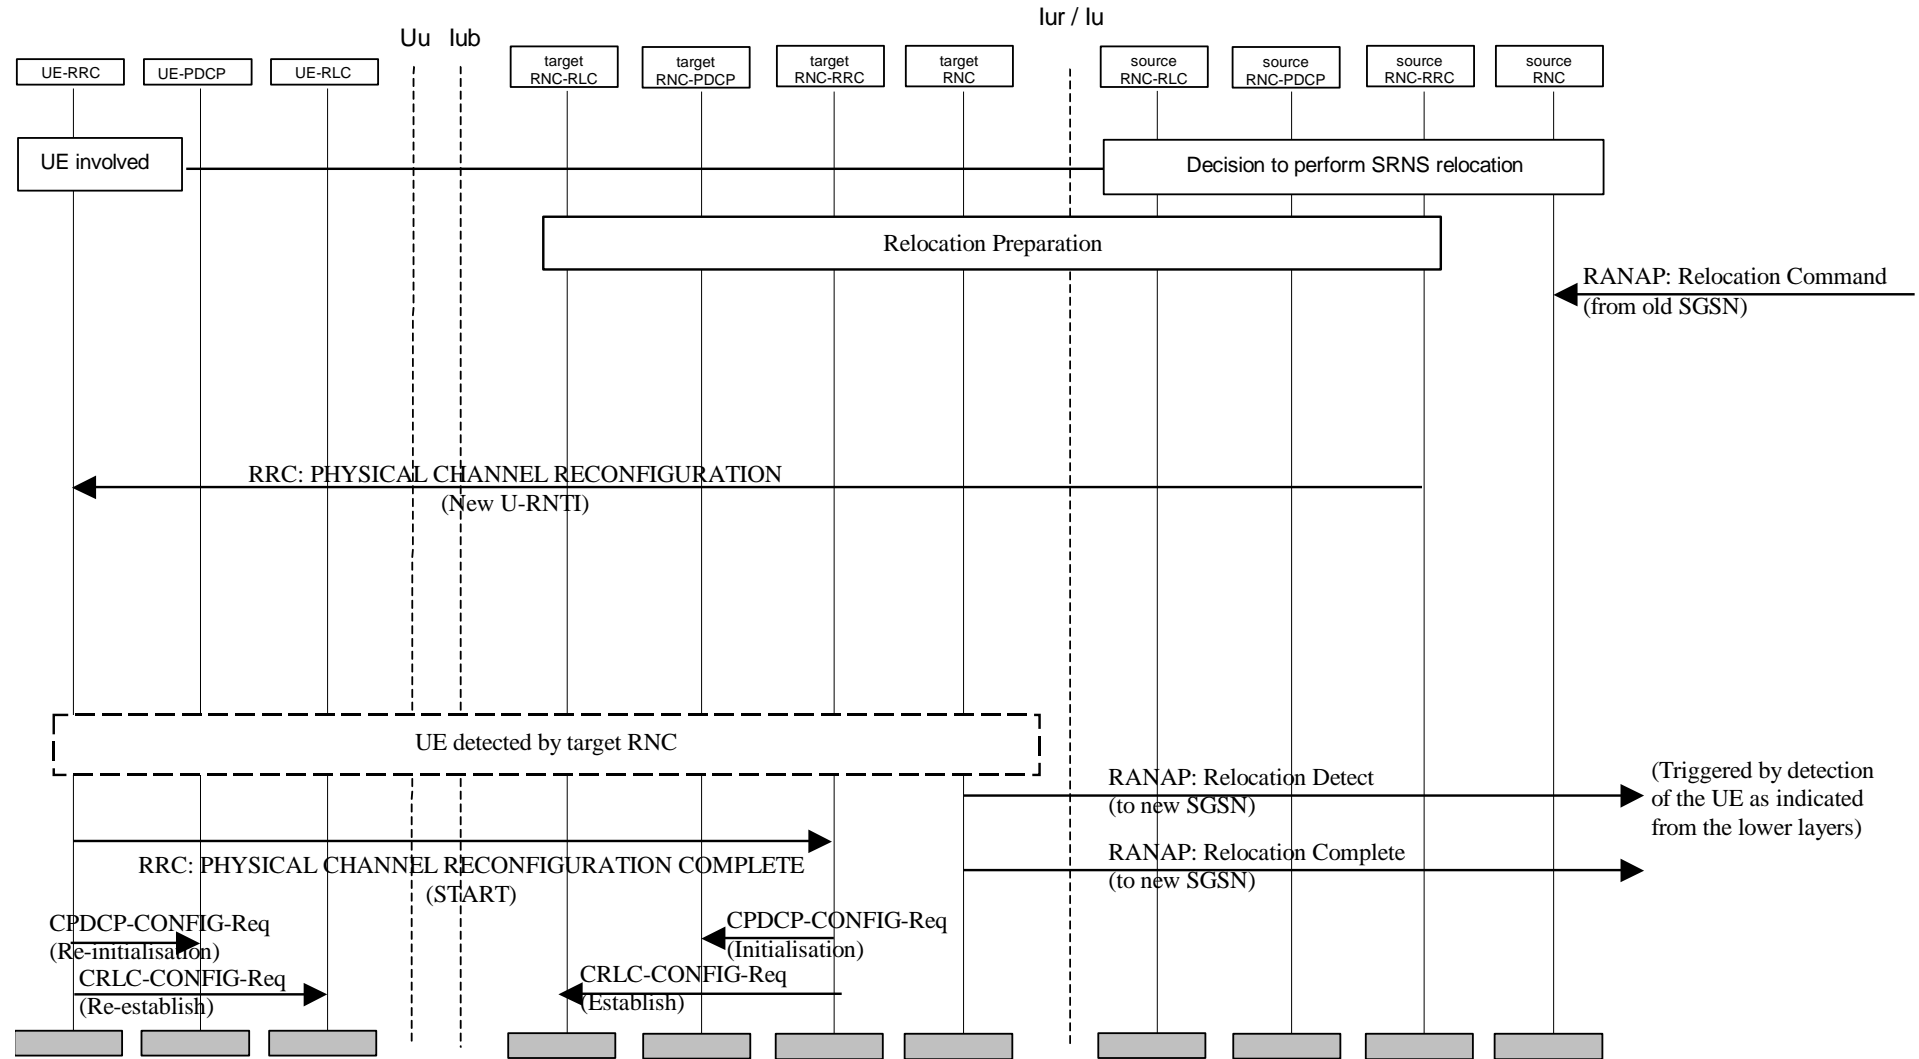 Iur / Iu
Uu Iub
UE-RRC
UE-PDCP
UE-RLC
target
RNC-RLC
target
RNC-PDCP
target
RNC-RRC
target
RNC
source
RNC-RLC
source
RNC-PDCP
source
RNC-RRC
source
RNC
UE involved
Decision to perform SRNS relocation
Relocation Preparation
RANAP: Relocation Command
(from old SGSN)
RRC: PHYSICAL CHANNEL RECONFIGURATION
(New U-RNTI)
UE detected by target RNC
RANAP: Relocation Detect
(to new SGSN)
(Triggered by detection
of the UE as indicated
from the lower layers)
RRC: PHYSICAL CHANNEL RECONFIGURATION COMPLETE
(START)
RANAP: Relocation Complete
(to new SGSN)
CPDCP-CONFIG-Req
(Re-initialisation)
CPDCP-CONFIG-Req
(Initialisation)
CRLC-CONFIG-Req
(Re-establish)
CRLC-CONFIG-Req
(Establish)